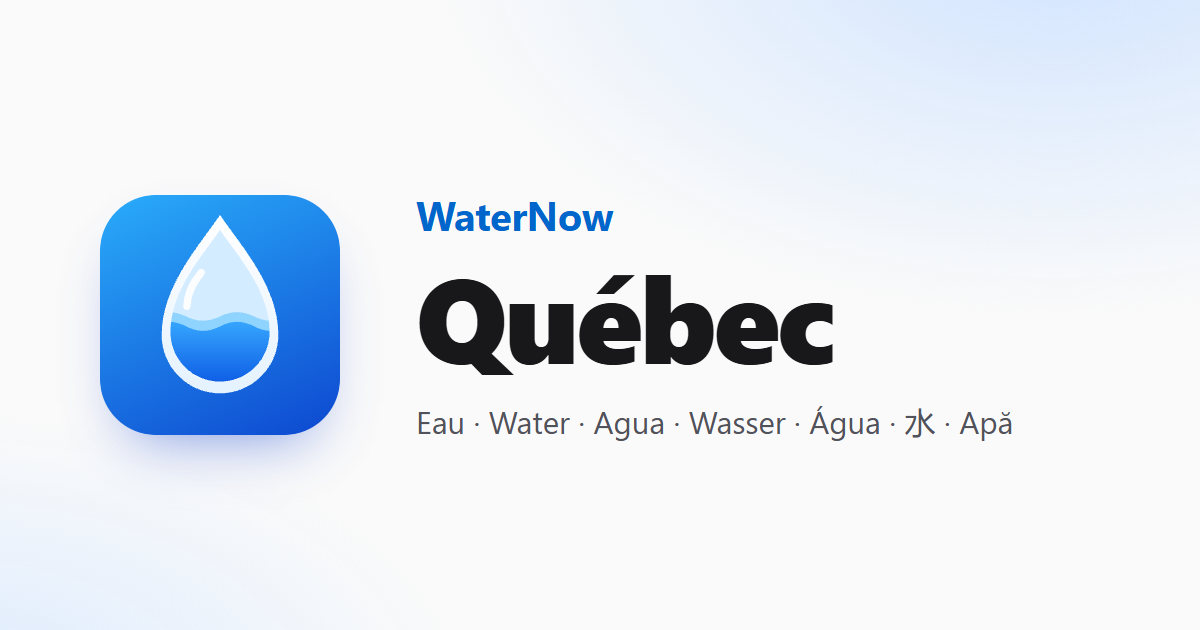 WaterNow
Québec
Eau · Water · Agua · Wasser · Água · 水 · Apă